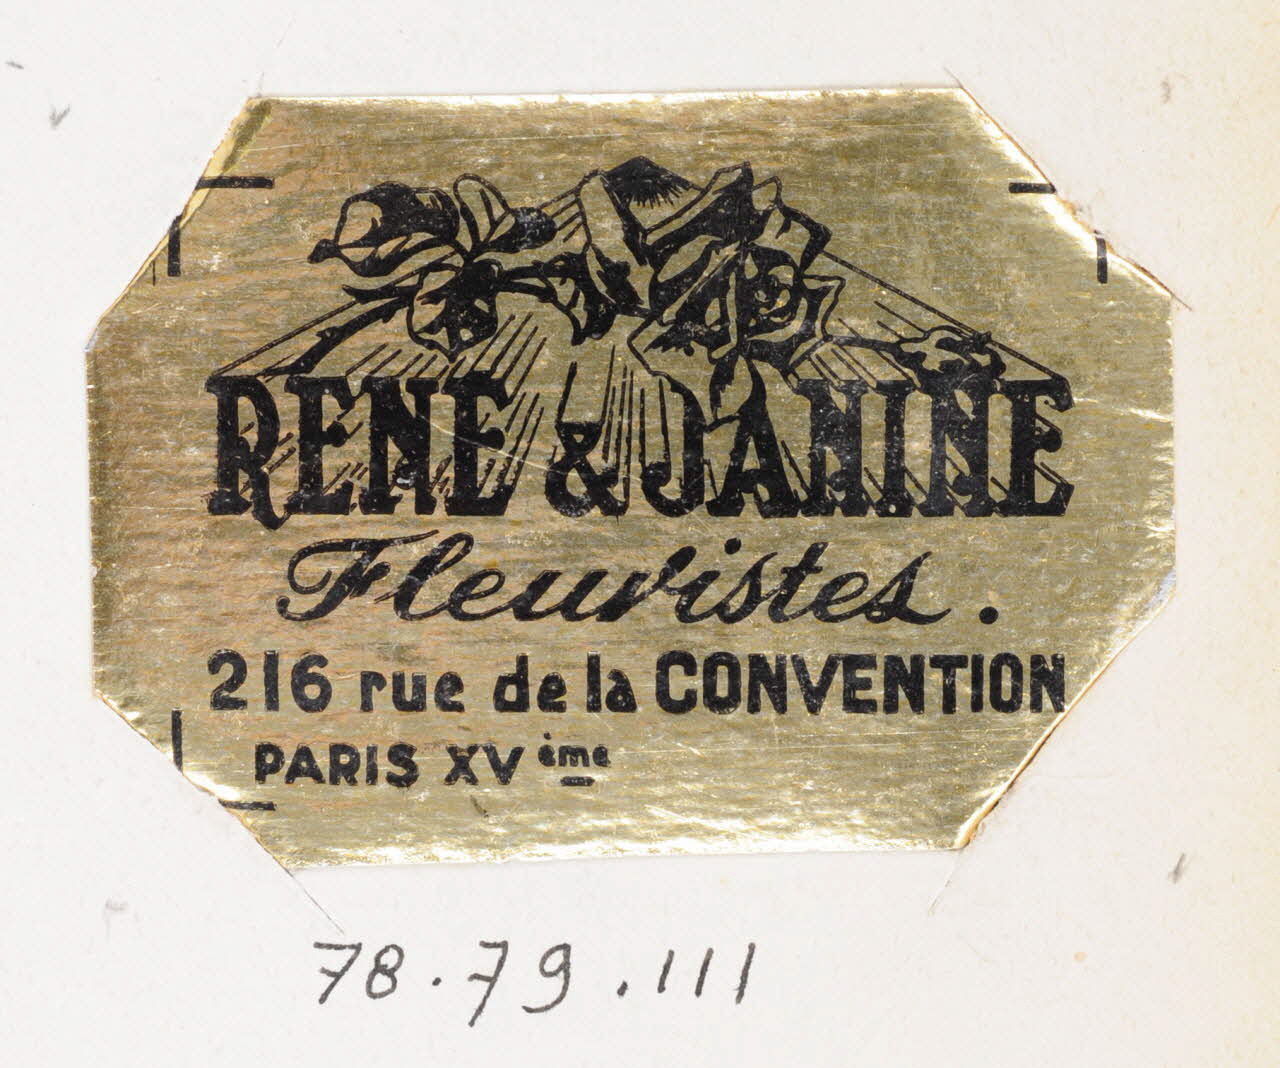 RENE & JANINE
Fleuristes.
216 rue de la CONVENTION
PARIS XVème
78.79.111